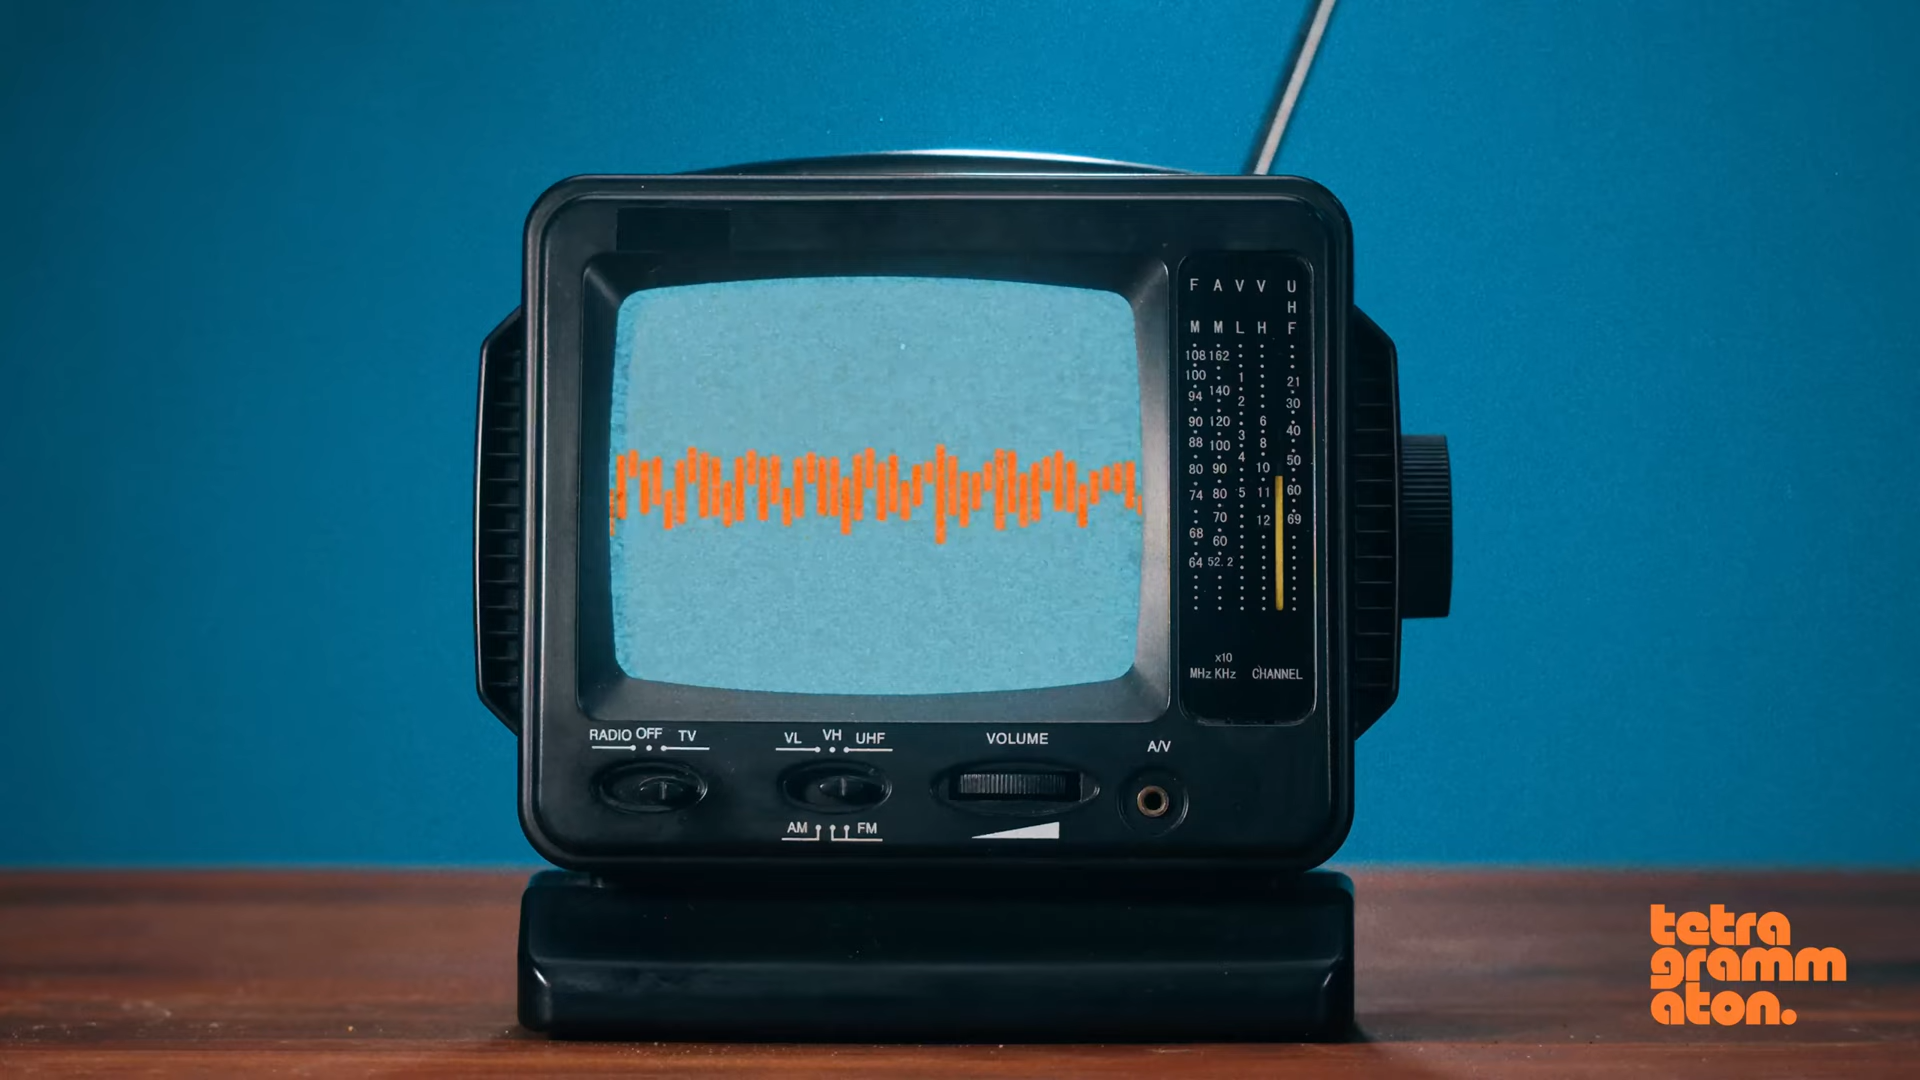 F A V V U
H
M M L H F
108 162
100 1 21
94 140 2 30
90 120 6 40
88 100 3 8
4 50
80 90 10
74 80 5 11 60
70 12 69
68 60
64 52.2
x10
MHz KHz CHANNEL
RADIO OFF TV
VL VH UHF
VOLUME
A/V
AM FM
tetra
gramm
aton.